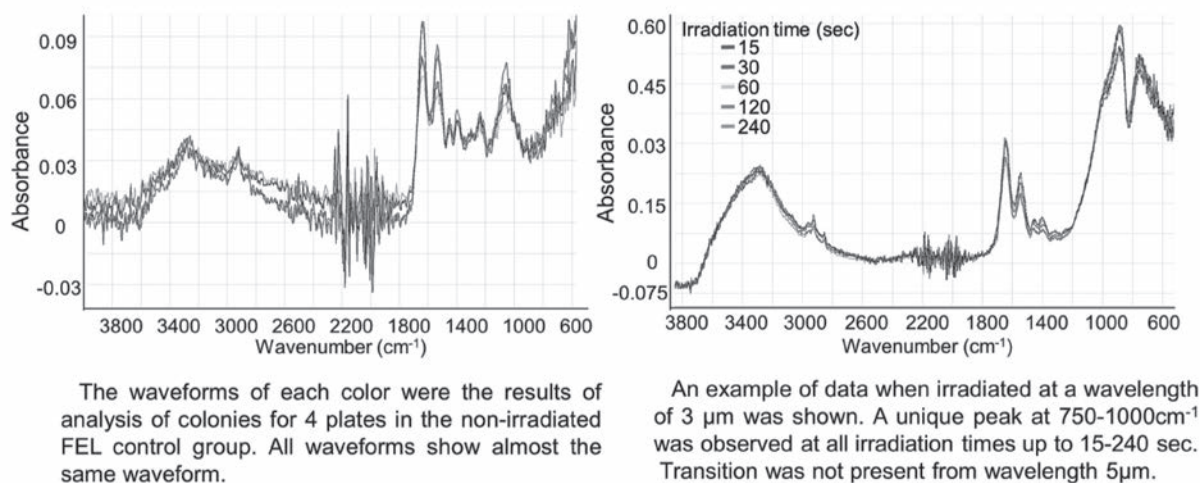 0.09
0.06
0.03
0
-0.03
Absorbance
3800 3400 3000 2600 2200 1800 1400 1000 600
Wavenumber (cm-1)
The waveforms of each color were the results of
analysis of colonies for 4 plates in the non-irradiated
FEL control group. All waveforms show almost the
same waveform.
0.60
0.45
0.03
0.15
0
-0.075
Absorbance
Irradiation time (sec)
15
30
60
120
240
3800 3400 3000 2600 2200 1800 1400 1000 600
Wavenumber (cm-1)
An example of data when irradiated at a wavelength
of 3 μm was shown. A unique peak at 750-1000cm-1
was observed at all irradiation times up to 15-240 sec.
Transition was not present from wavelength 5μm.